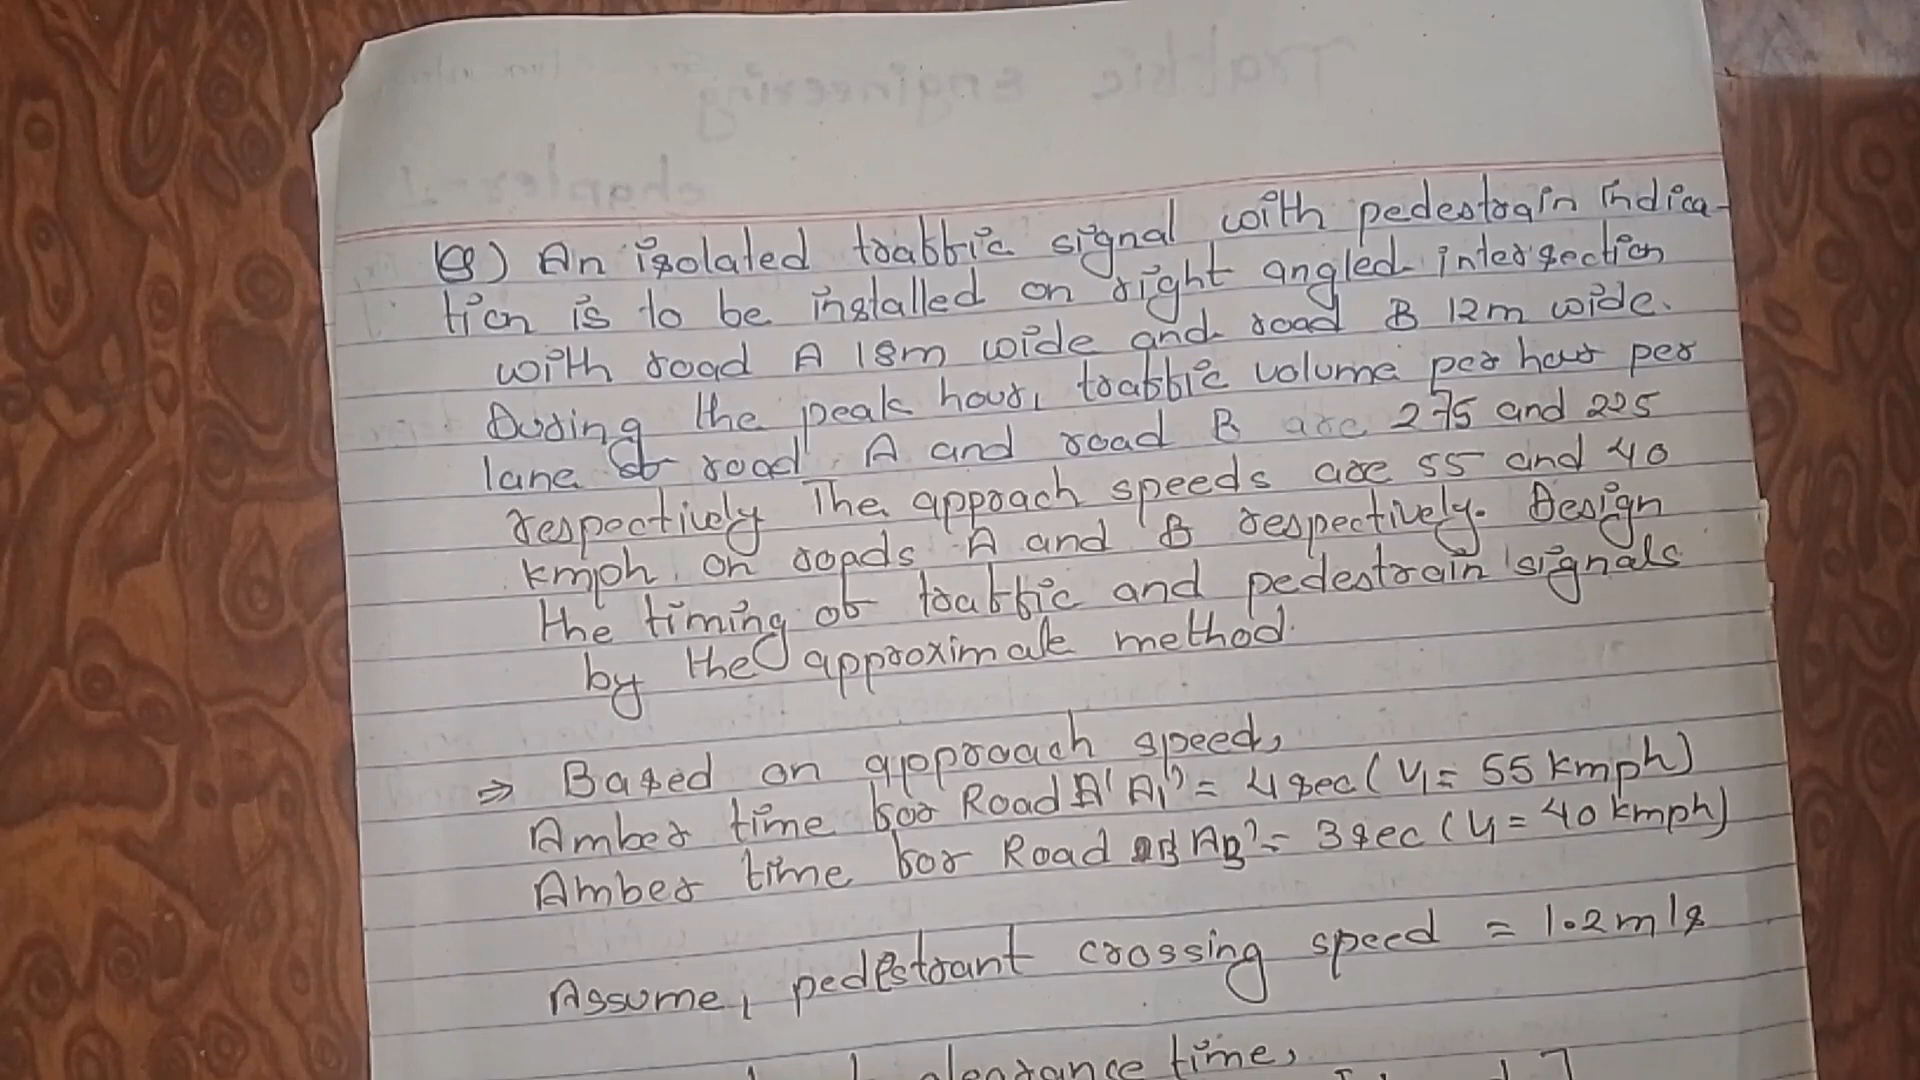 Q) An isolated traffic signal with pedestrain indica-
tion is to be installed on right angled intersection
with road A 18m wide and road B 12m wide.
During the peak hour, traffic volume per hour per
lane of road A and road B are 275 and 225
respectively The approach speeds are 55 and 40
kmph on roads A and B respectively. Design
the timing of traffic and pedestrain signals
by the approximate method.
⇒ Based on approach speed,
Amber time for Road A' A₁' = 4 sec ( V₁ = 55 kmph)
Amber time for Road B AB' = 3 sec ( V₁ = 40 kmph)
Assume, pedestrant crossing speed = 1.2 m/s
clearance time,
Traffic Engineering
chapter-1